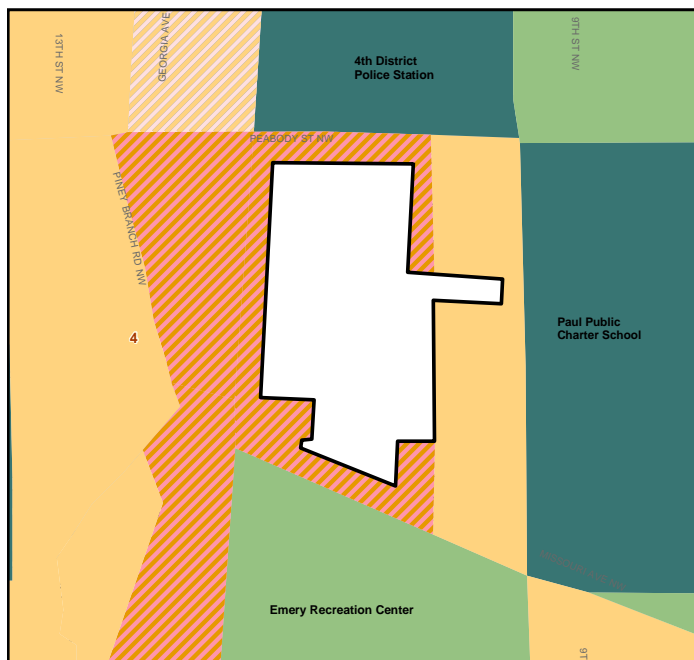 13TH ST NW
GEORGIA AVE
9TH ST NW
4th District
Police Station
PEABODY ST NW
PINEY BRANCH RD NW
4
Paul Public
Charter School
Emery Recreation Center
9T